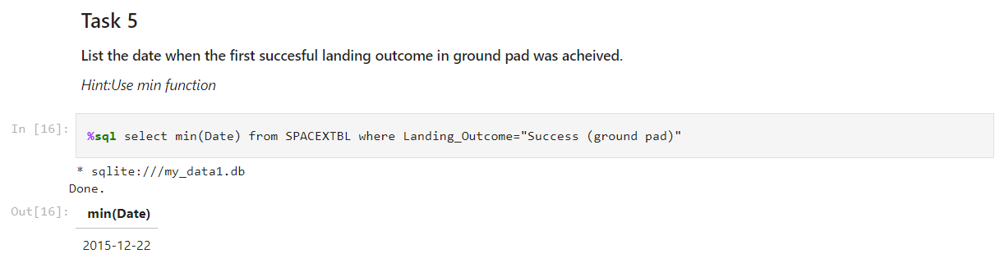 Task 5
List the date when the first succesful landing outcome in ground pad was acheived.
Hint:Use min function
In [16]: %sql select min(Date) from SPACEXTBL where Landing_Outcome="Success (ground pad)"
* sqlite:///my_data1.db
Done.
Out[16]: min(Date)
2015-12-22